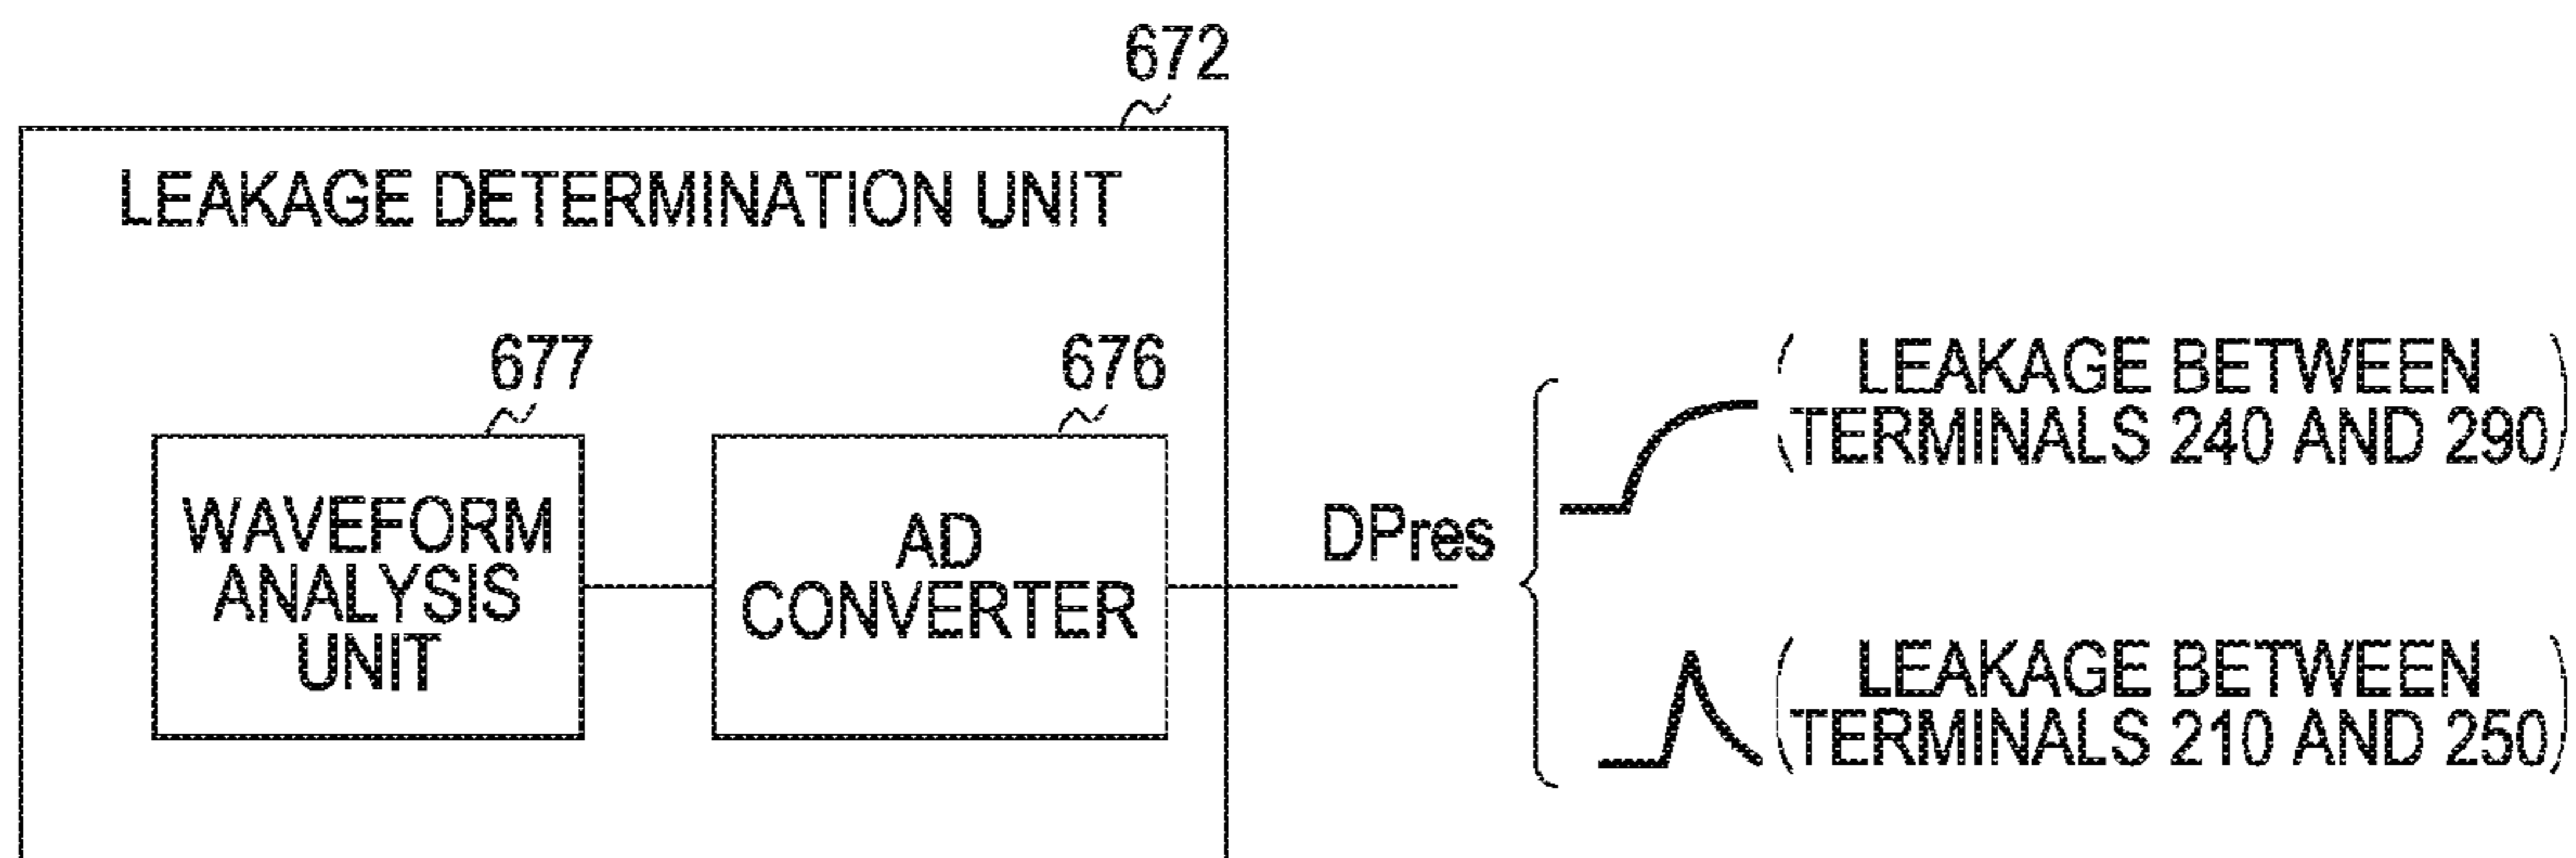 672
LEAKAGE DETERMINATION UNIT
677
676
WAVEFORM
ANALYSIS
UNIT
AD
CONVERTER
DPres
(LEAKAGE BETWEEN
TERMINALS 240 AND 290)
(LEAKAGE BETWEEN
TERMINALS 210 AND 250)